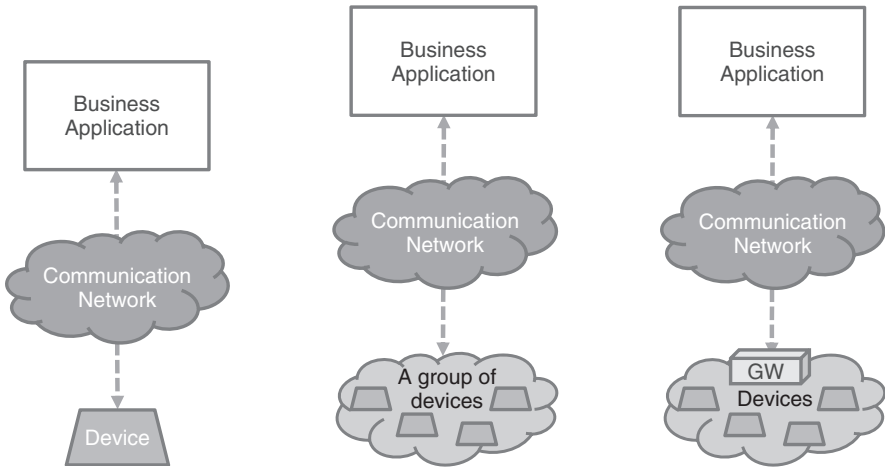 Business
Application
Communication
Network
Device
Business
Application
Communication
Network
A group of
devices
Business
Application
Communication
Network
GW
Devices